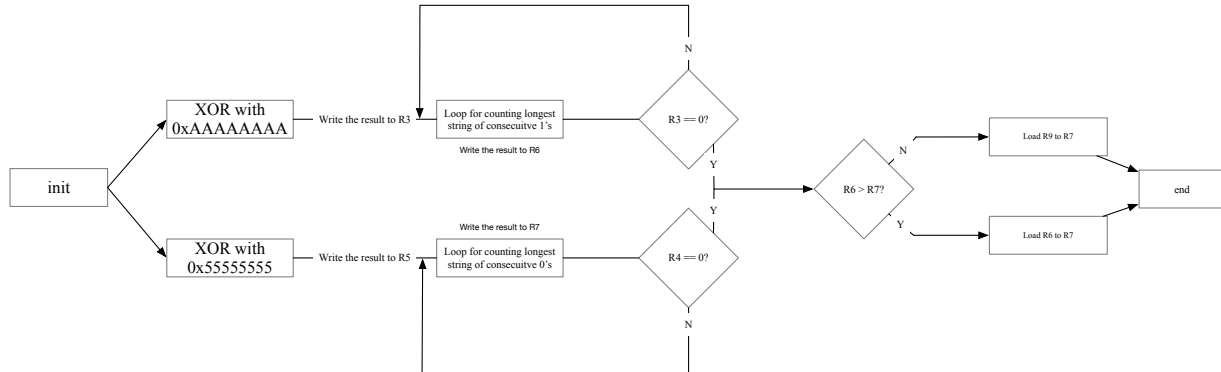 N
XOR with
0xAAAAAAAA
Write the result to R3
Loop for counting longest
string of consecuitve 1's
R3 == 0?
Write the result to R6
Y
init
R6 > R7?
N
Load R9 to R7
end
Y
Load R6 to R7
Y
Write the result to R7
XOR with
0x55555555
Write the result to R5
Loop for counting longest
string of consecuitve 0's
R4 == 0?
N